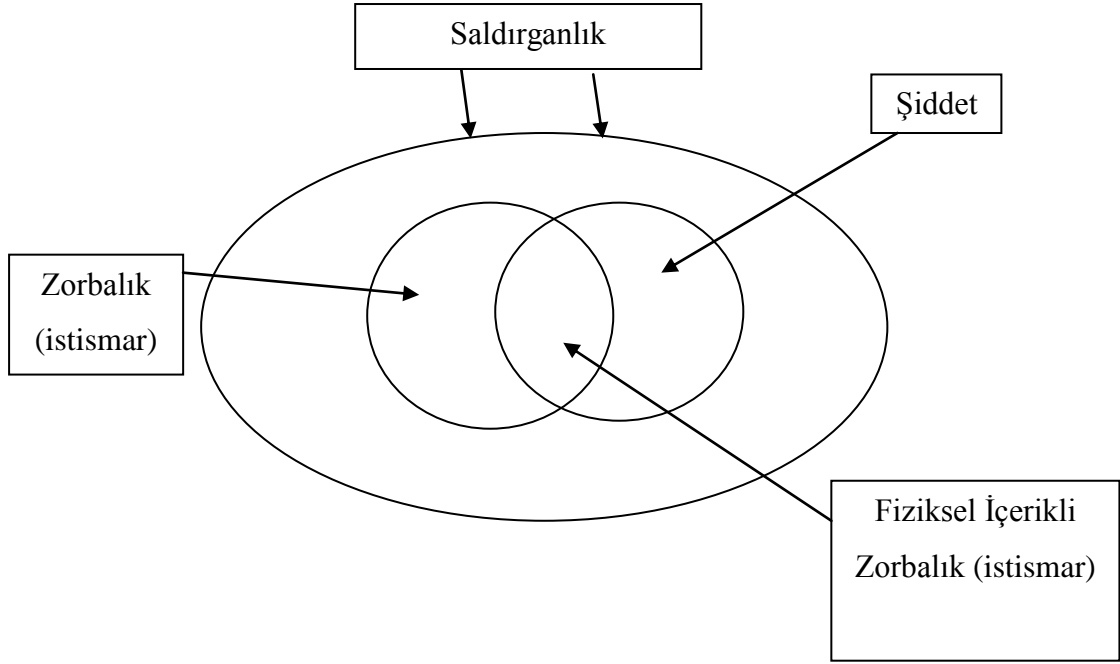 Saldırganlık
Şiddet
Zorbalık
(istismar)
Fiziksel İçerikli
Zorbalık (istismar)